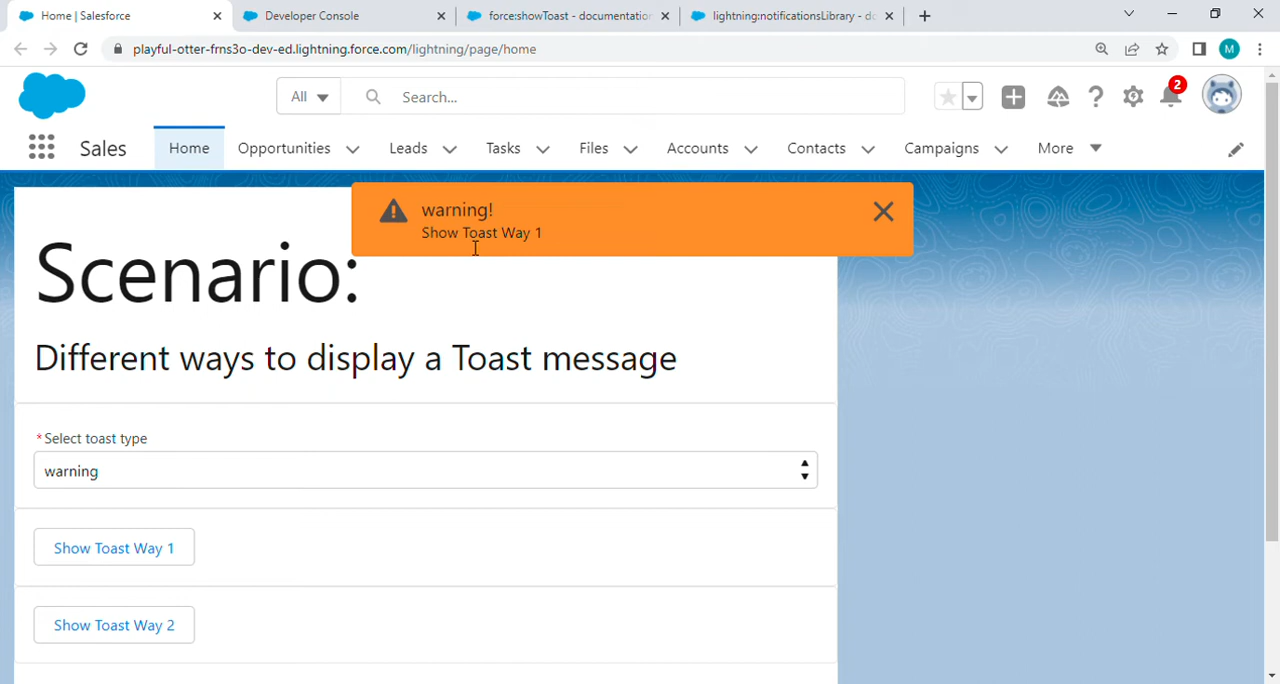 Home | Salesforce
Developer Console
force:showToast - documentation
lightning:notificationsLibrary - do
playful-otter-frns3o-dev-ed.lightning.force.com/lightning/page/home
M
All
Search...
2
Sales
Home
Opportunities
Leads
Tasks
Files
Accounts
Contacts
Campaigns
More
warning!
Show Toast Way 1
Scenario:
Different ways to display a Toast message
*Select toast type
warning
Show Toast Way 1
Show Toast Way 2